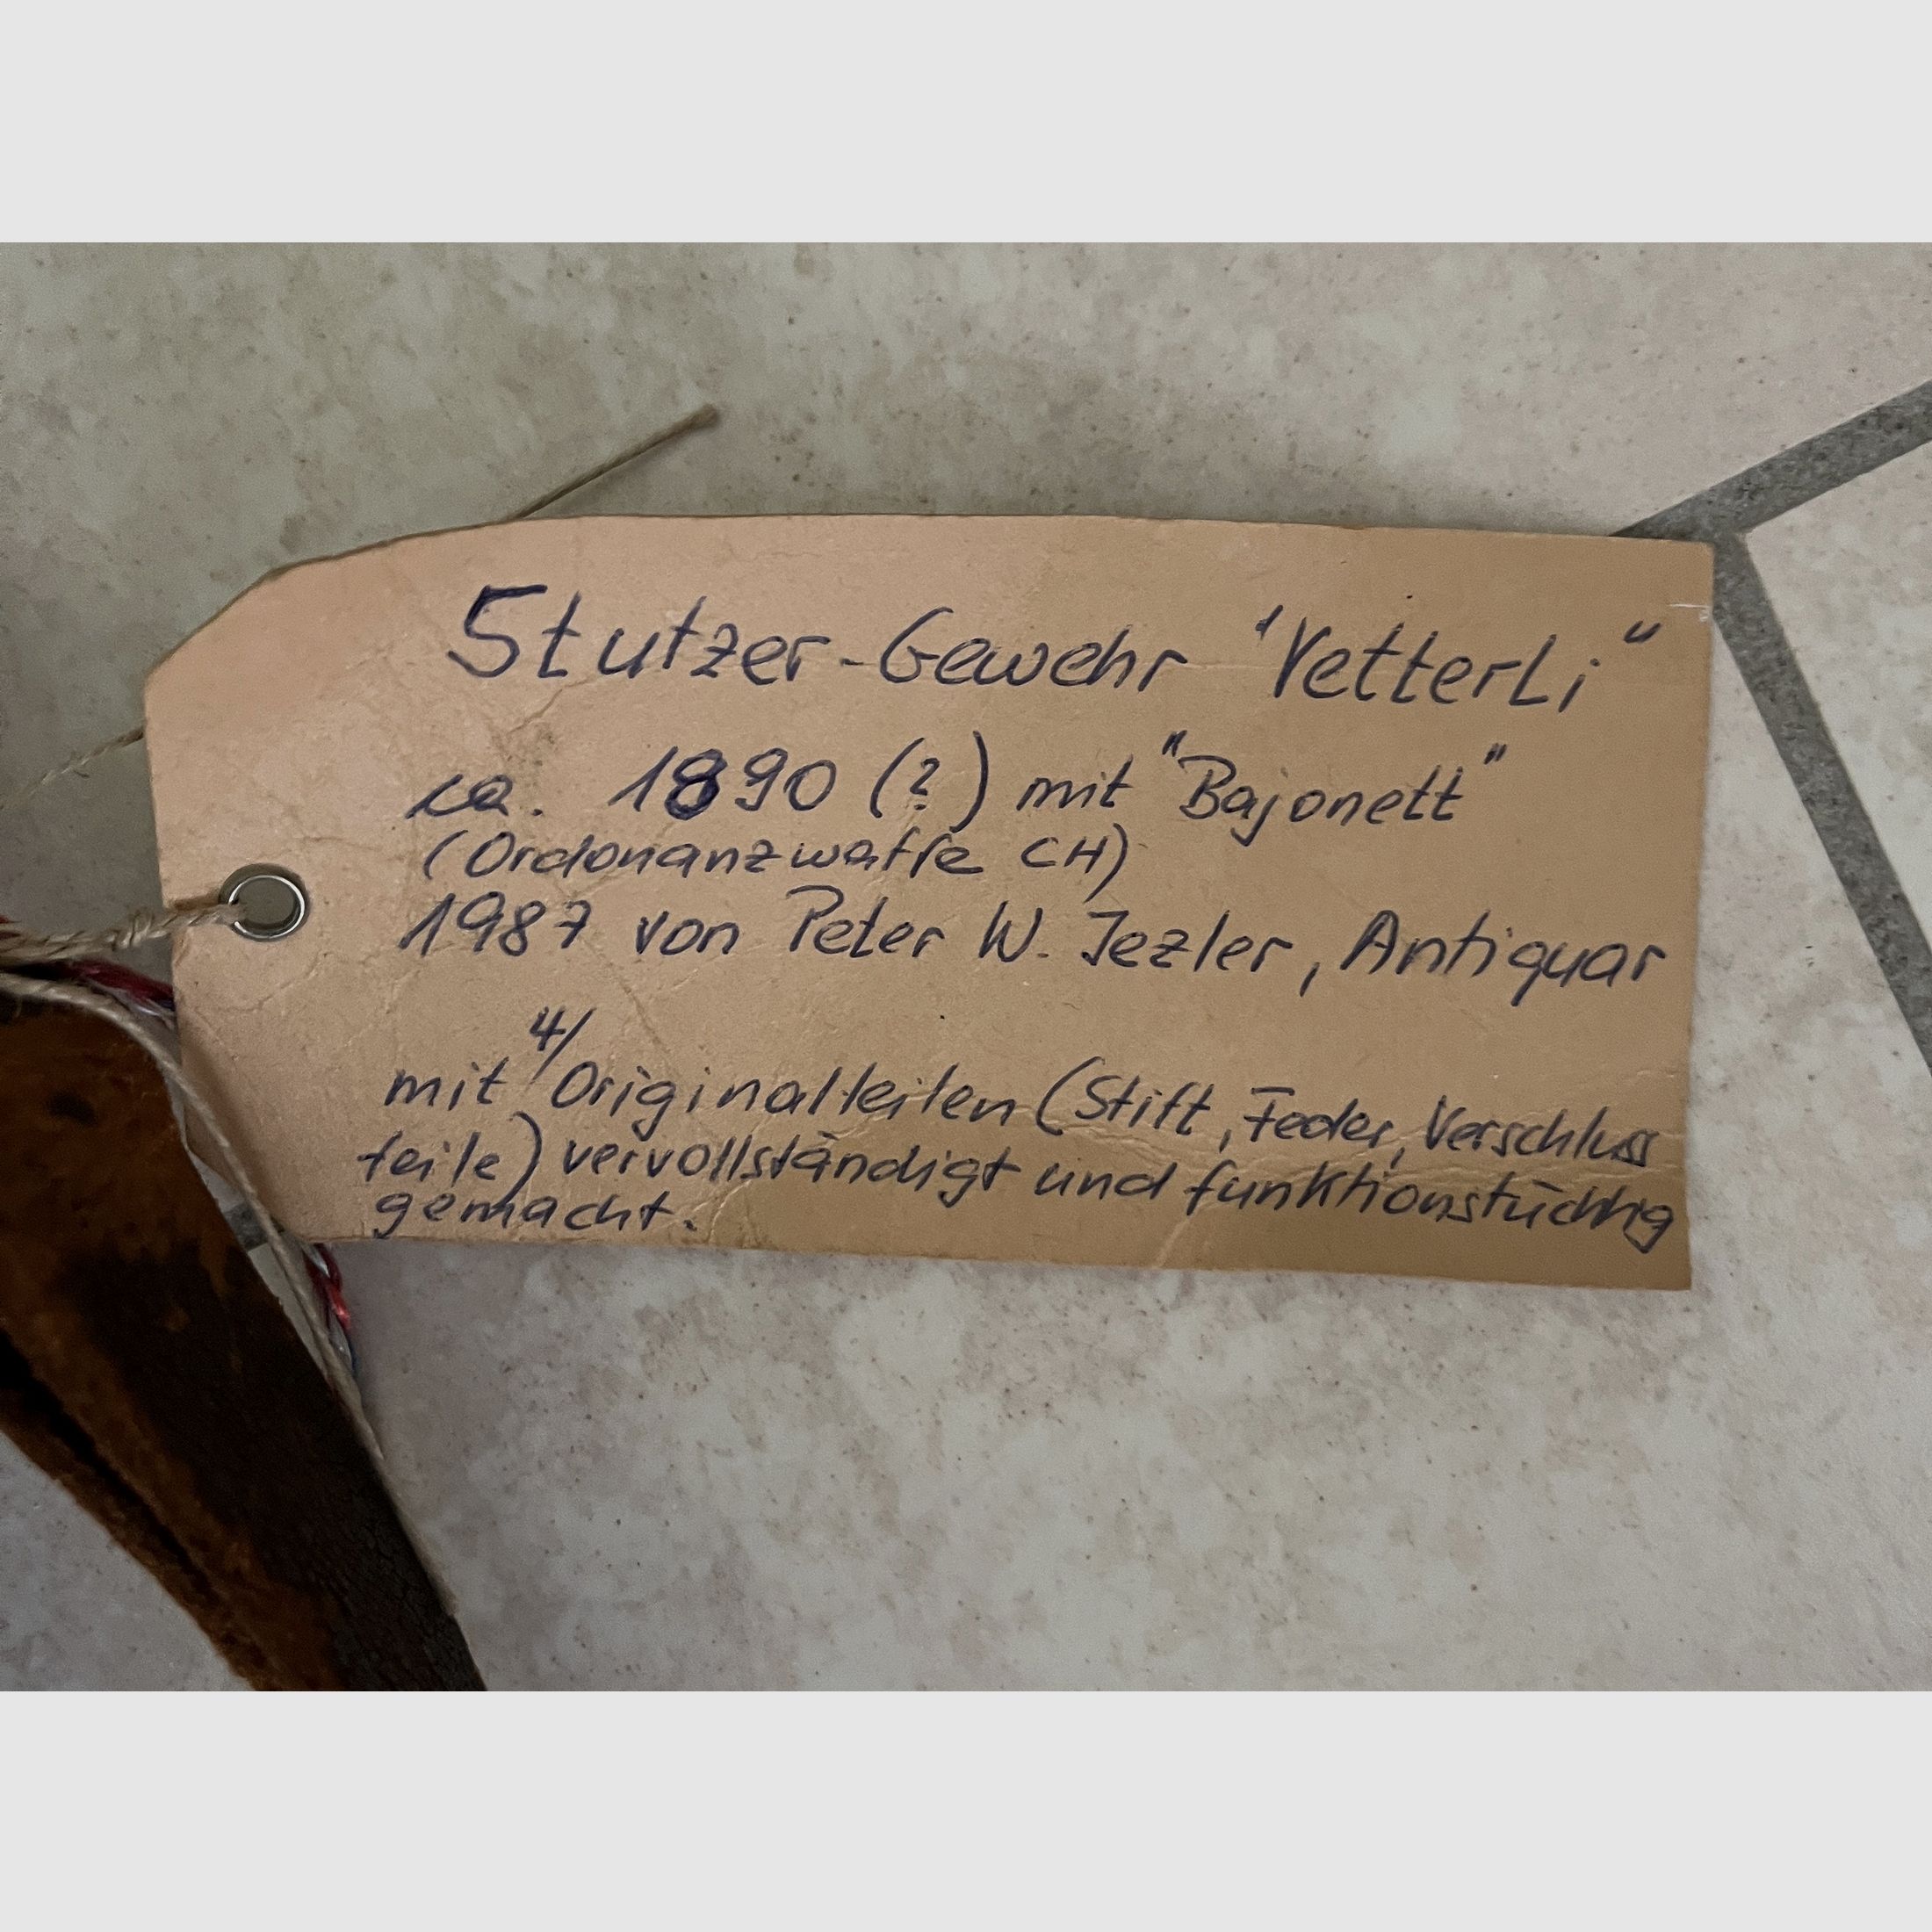 Stutzer-Gewehr "Vetterli"
ca. 1890 (?) mit "Bajonett"
(Ordonanzwaffe CH)
1987 von Peter W. Jezler, Antiquar
4/
mit Originalteilen (Stift, Feder, Verschluss
teile) vervollständigt und funktionstüchtig
gemacht.